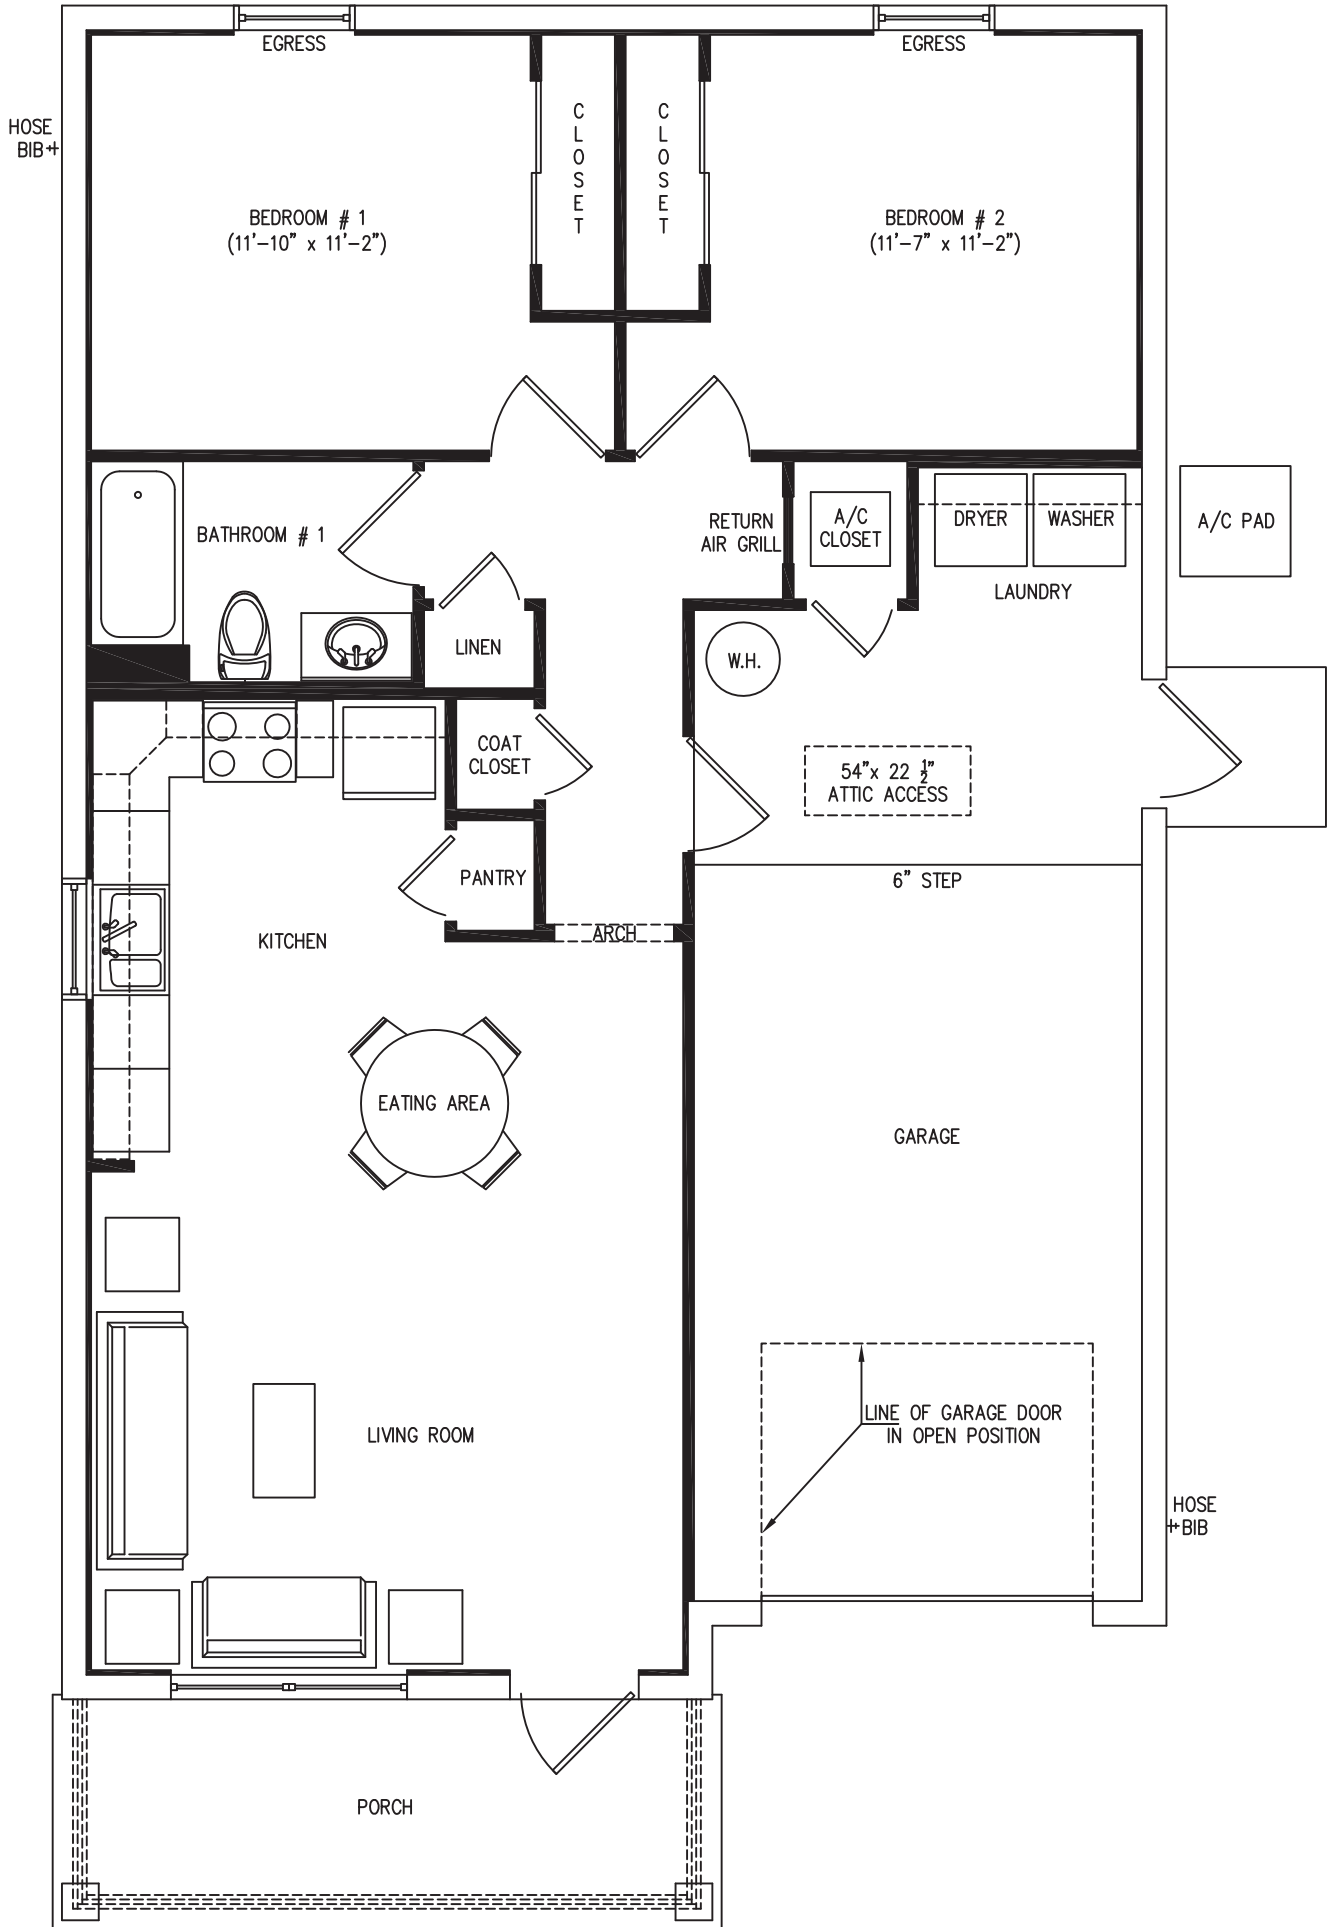 EGRESS
EGRESS
HOSE
BIB
C
L
O
S
E
T
C
L
O
S
E
T
BEDROOM # 1
(11'-10" x 11'-2")
BEDROOM # 2
(11'-7" x 11'-2")
BATHROOM # 1
RETURN
AIR GRILL
A/C
CLOSET
DRYER
WASHER
A/C PAD
LAUNDRY
LINEN
W.H.
COAT
CLOSET
54"x 22 1/2"
ATTIC ACCESS
PANTRY
6" STEP
KITCHEN
ARCH
EATING AREA
GARAGE
LINE OF GARAGE DOOR
IN OPEN POSITION
LIVING ROOM
HOSE
BIB
PORCH